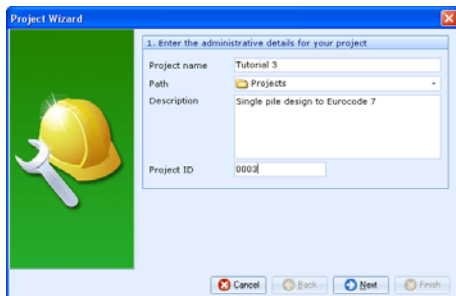 Project Wizard
1. Enter the administrative details for your project
Project name Tutorial 3
Path Projects
Description Single pile design to Eurocode 7
Project ID 0003
Cancel Back Next Finish